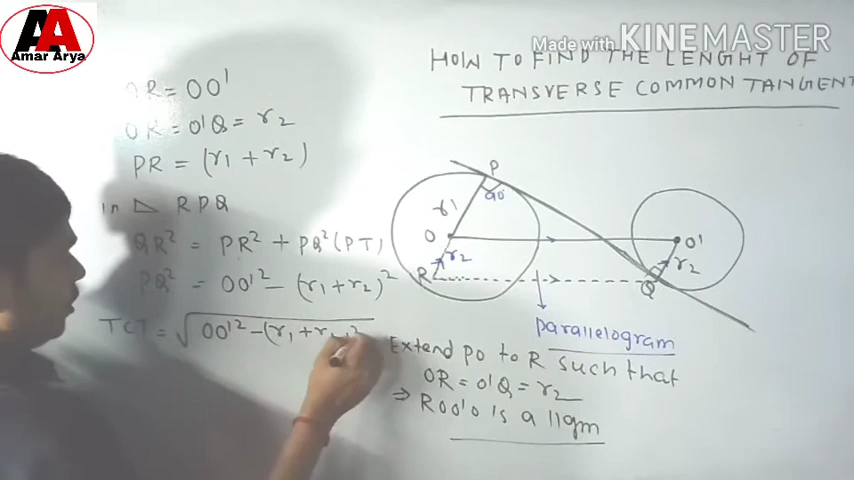 AA
Amar Arya
Made with KINEMASTER
HOW TO FIND THE LENGHT OF
TRANSVERSE COMMON TANGENT
R = OO'
OR = O'Q = r2
PR = (r1 + r2)
in △ RPQ
QR² = PR² + PQ² (PT)
PQ² = OO'² - (r1 + r2)²
TCT = √OO'² - (r1 + r2)²
P
90°
r1
O
O'
r2
r2
R
Q
parallelogram
Extend PO to R such that
OR = O'Q = r2
⇒ ROO'Q is a ||gm